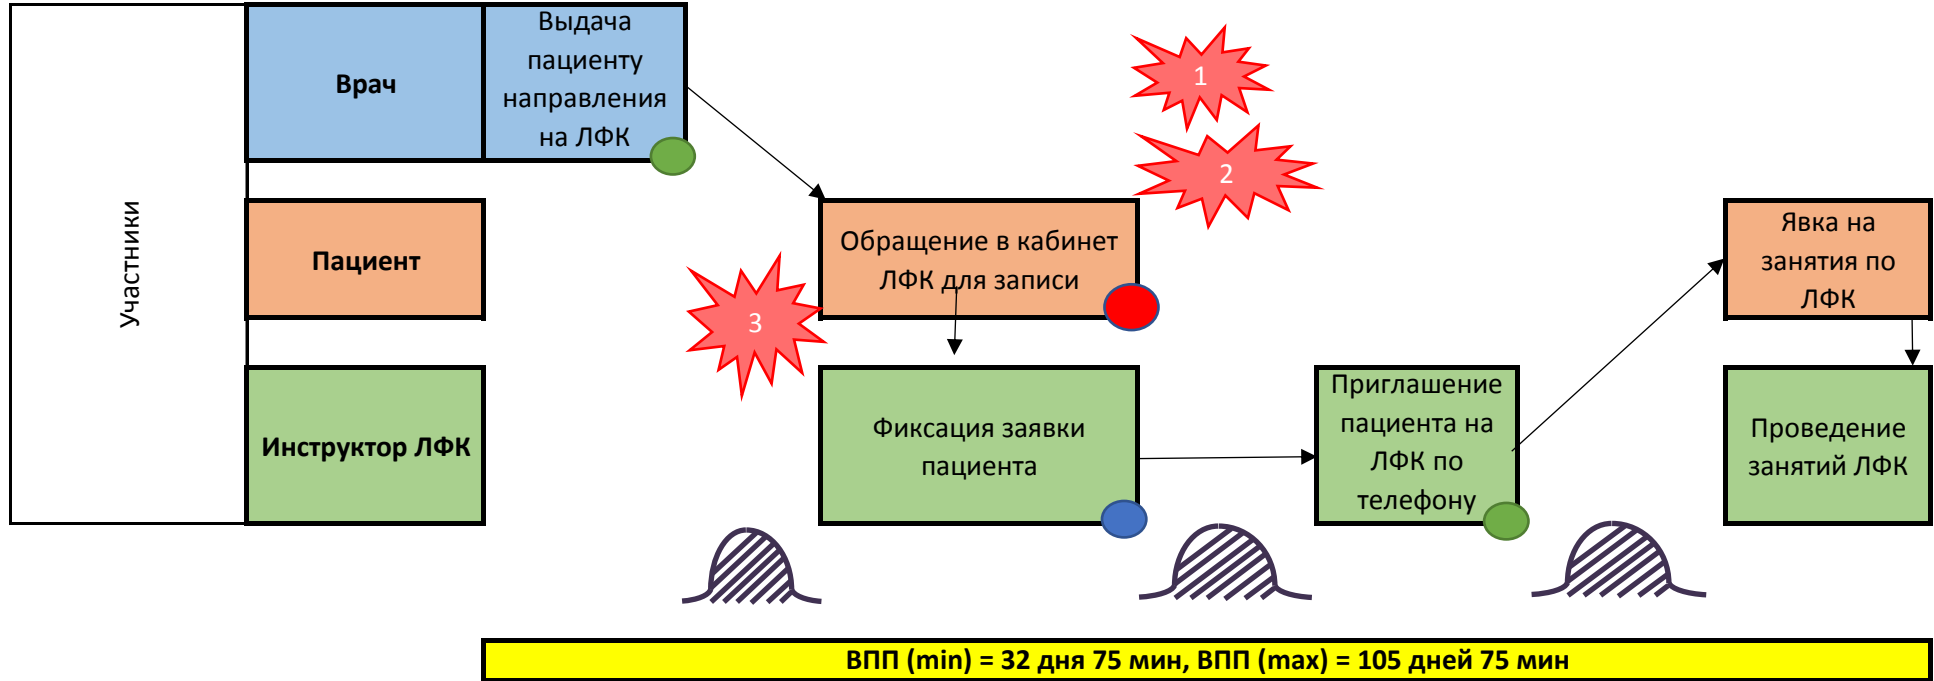 Участники
Врач
Выдача
пациенту
направления
на ЛФК
1
2
Пациент
Обращение в кабинет
ЛФК для записи
3
Явка на
занятия по
ЛФК
Инструктор ЛФК
Фиксация заявки
пациента
Приглашение
пациента на
ЛФК по
телефону
Проведение
занятий ЛФК
ВПП (min) = 32 дня 75 мин, ВПП (max) = 105 дней 75 мин